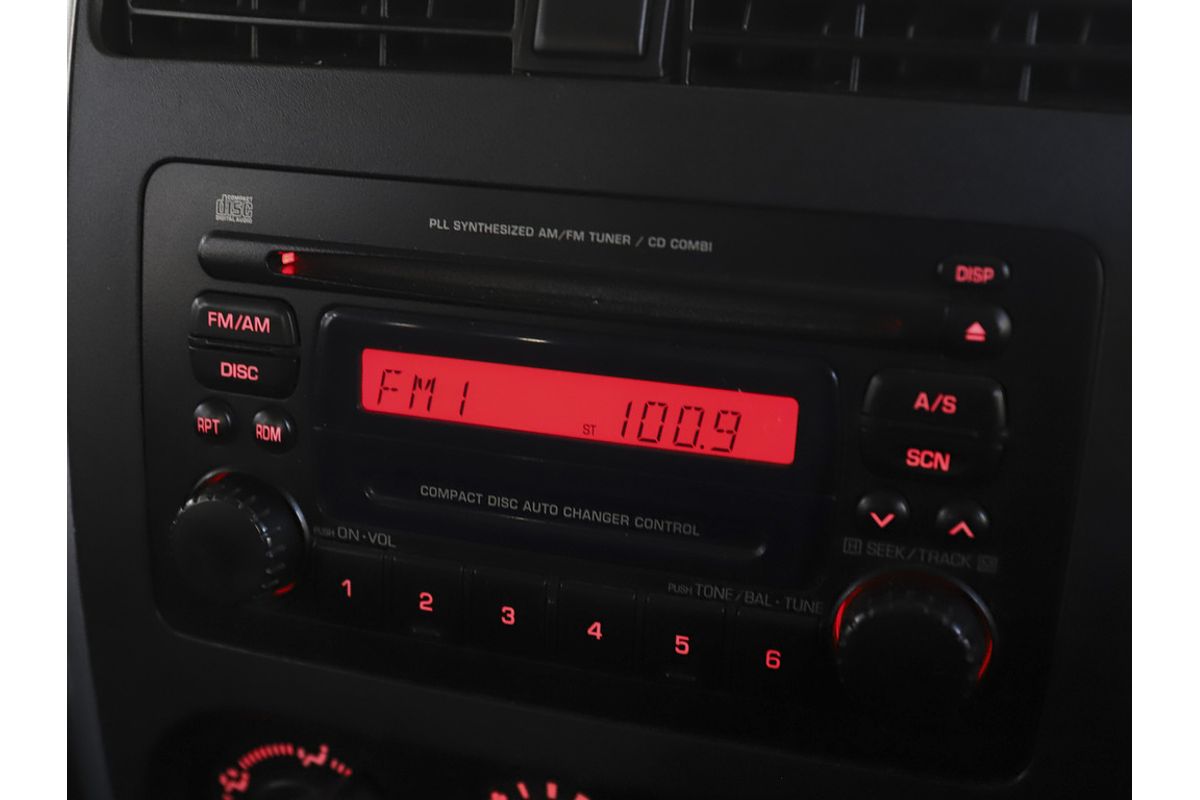 COMPACT
disc
DIGITAL AUDIO
PLL SYNTHESIZED AM/FM TUNER / CD COMBI
DISP
FM/AM
DISC
RPT
RDM
FM1
ST
100.9
A/S
SCN
COMPACT DISC AUTO CHANGER CONTROL
PUSH ON·VOL
SEEK/TRACK
PUSH TONE/BAL·TUNE
1
2
3
4
5
6